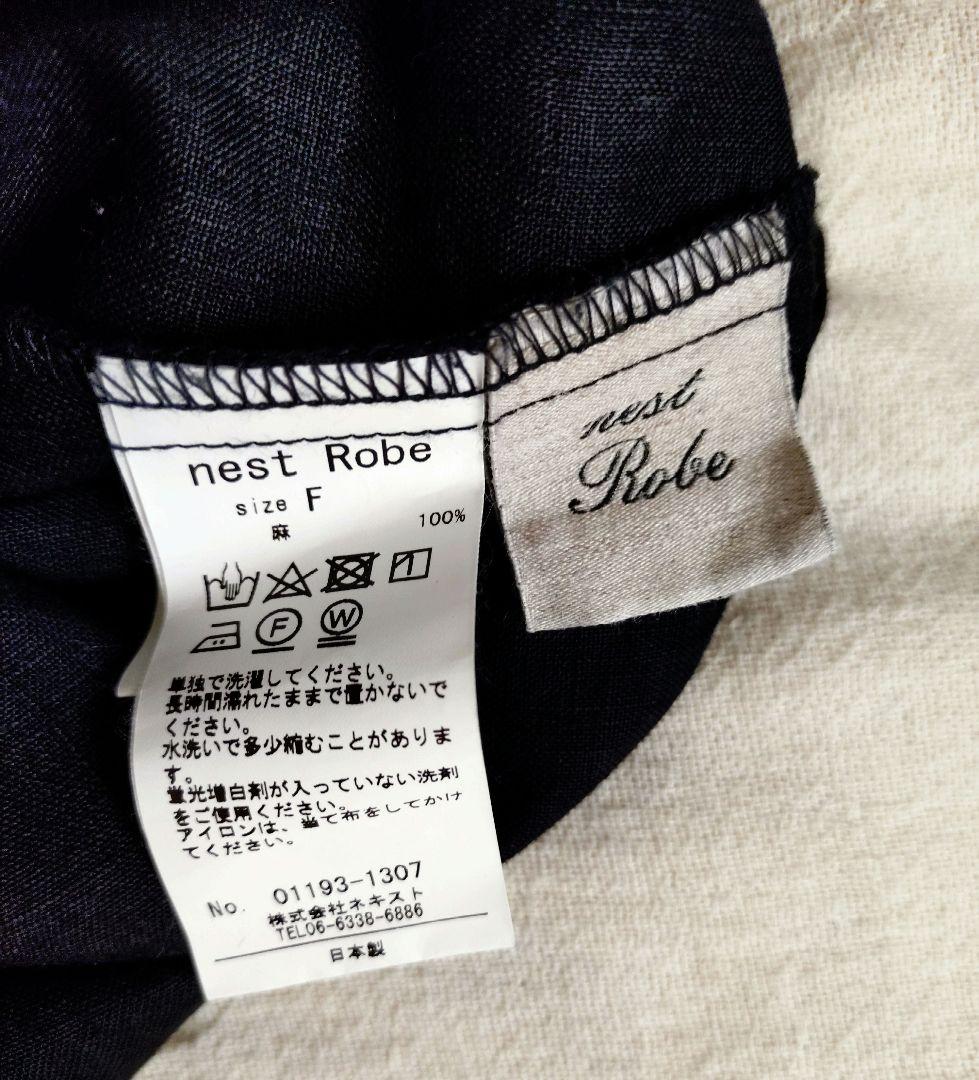 nest Robe
size F
麻 100%
F W
単独で洗濯してください。
長時間濡れたままで置かないで
ください。
水洗いで多少縮むことがありま
す。
蛍光増白剤が入っていない洗剤
をご使用ください。
アイロンは、当て布をしてかけ
てください。
No. 01193-1307
株式会社ネキスト
TEL06-6338-6886
日本製
nest
Robe